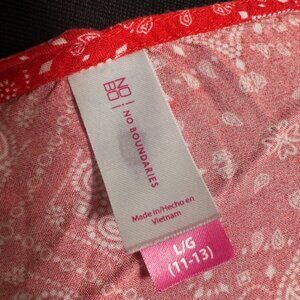 NO
BO
NO BOUNDARIES
Made in/Hecho en
Vietnam
L/G
(11-13)